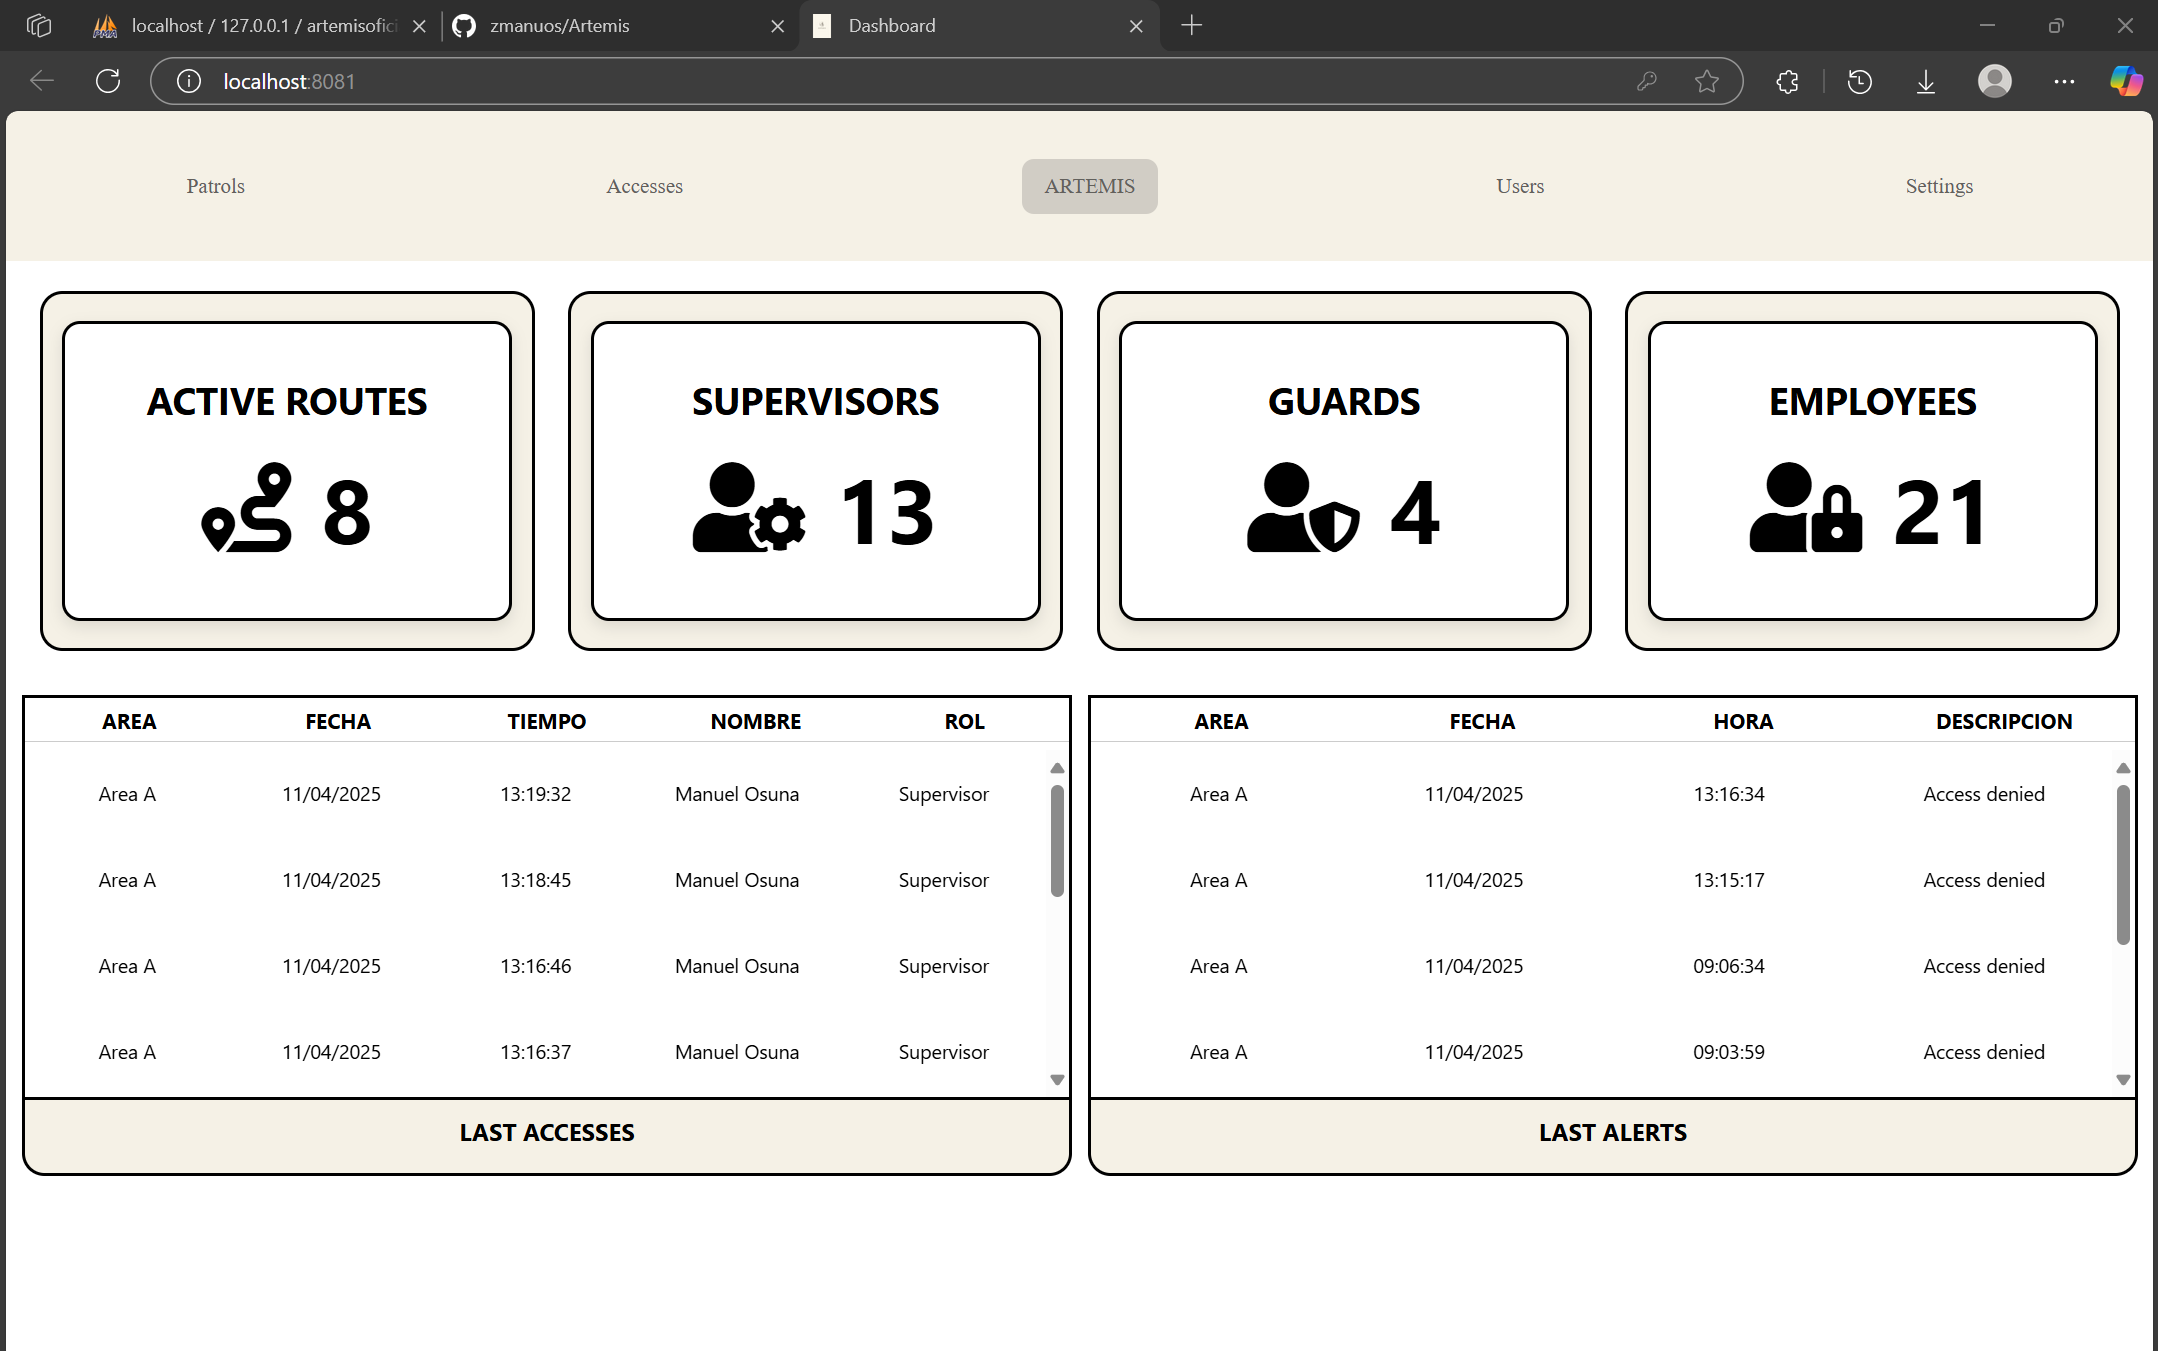 localhost / 127.0.0.1 / artemisofici
zmanuos/Artemis
Dashboard
localhost:8081
Patrols Accesses ARTEMIS Users Settings
ACTIVE ROUTES SUPERVISORS GUARDS EMPLOYEES
8 13 4 21
AREA FECHA TIEMPO NOMBRE ROL
Area A 11/04/2025 13:19:32 Manuel Osuna Supervisor
Area A 11/04/2025 13:18:45 Manuel Osuna Supervisor
Area A 11/04/2025 13:16:46 Manuel Osuna Supervisor
Area A 11/04/2025 13:16:37 Manuel Osuna Supervisor
LAST ACCESSES
AREA FECHA HORA DESCRIPCION
Area A 11/04/2025 13:16:34 Access denied
Area A 11/04/2025 13:15:17 Access denied
Area A 11/04/2025 09:06:34 Access denied
Area A 11/04/2025 09:03:59 Access denied
LAST ALERTS